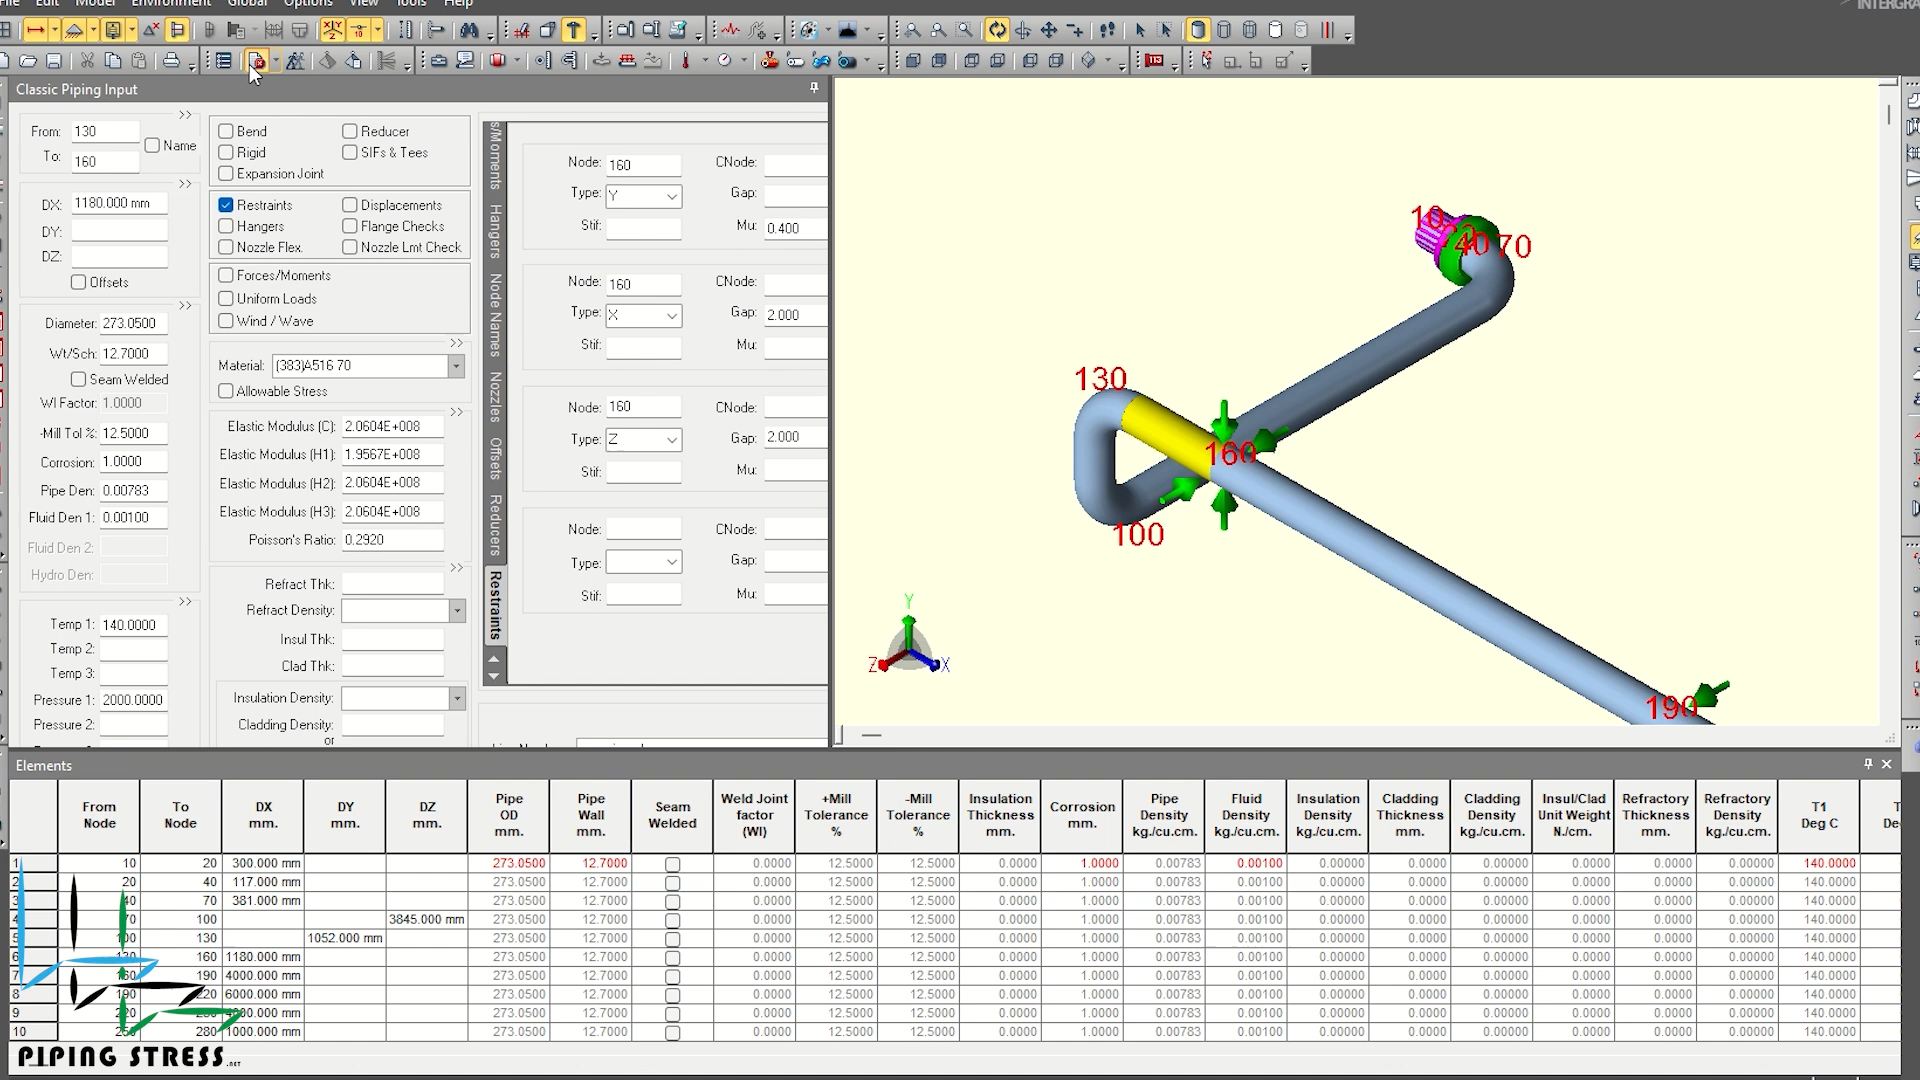 File Edit Model Environment Global Options View Tools Help
INTERGRA
Classic Piping Input
From: 130
To: 160
Name
DX: 1180.000 mm
DY:
DZ:
Offsets
Diameter: 273.0500
Wt/Sch: 12.7000
Seam Welded
WI Factor: 1.0000
-Mill Tol %: 12.5000
Corrosion: 1.0000
Pipe Den: 0.00783
Fluid Den 1: 0.00100
Fluid Den 2:
Hydro Den:
Temp 1: 140.0000
Temp 2:
Temp 3:
Pressure 1: 2000.0000
Pressure 2:
Bend Reducer
Rigid SIFs & Tees
Expansion Joint
Restraints Displacements
Hangers Flange Checks
Nozzle Flex. Nozzle Lmt Check
Forces/Moments
Uniform Loads
Wind / Wave
Material: (383)A516 70
Allowable Stress
Elastic Modulus (C): 2.0604E+008
Elastic Modulus (H1): 1.9567E+008
Elastic Modulus (H2): 2.0604E+008
Elastic Modulus (H3): 2.0604E+008
Poisson's Ratio: 0.2920
Refract Thk:
Refract Density:
Insul Thk:
Clad Thk:
Insulation Density:
Cladding Density:
or
s/Moments
Hangers
Node Names
Nozzles
Offsets
Reducers
Restraints
Node: 160 CNode:
Type: Y Gap:
Stif: Mu: 0.400
Node: 160 CNode:
Type: X Gap: 2.000
Stif: Mu:
Node: 160 CNode:
Type: Z Gap: 2.000
Stif: Mu:
Node: CNode:
Type: Gap:
Stif: Mu:
10
40 70
130
160
100
190
Y
Z X
113
Elements
From Node To Node DX mm. DY mm. DZ mm. Pipe OD mm. Pipe Wall mm. Seam Welded Weld Joint factor (WI) +Mill Tolerance % -Mill Tolerance % Insulation Thickness mm. Corrosion mm. Pipe Density kg./cu.cm. Fluid Density kg./cu.cm. Insulation Density kg./cu.cm. Cladding Thickness mm. Cladding Density kg./cu.cm. Insul/Clad Unit Weight N./cm. Refractory Thickness mm. Refractory Density kg./cu.cm. T1 Deg C
1 10 20 300.000 mm 273.0500 12.7000 0.0000 12.5000 12.5000 0.0000 1.0000 0.00783 0.00100 0.00000 0.0000 0.00000 0.0000 0.0000 0.00000 140.0000
2 20 40 117.000 mm 273.0500 12.7000 0.0000 12.5000 12.5000 0.0000 1.0000 0.00783 0.00100 0.00000 0.0000 0.00000 0.0000 0.0000 0.00000 140.0000
3 40 70 381.000 mm 273.0500 12.7000 0.0000 12.5000 12.5000 0.0000 1.0000 0.00783 0.00100 0.00000 0.0000 0.00000 0.0000 0.0000 0.00000 140.0000
4 70 100 3845.000 mm 273.0500 12.7000 0.0000 12.5000 12.5000 0.0000 1.0000 0.00783 0.00100 0.00000 0.0000 0.00000 0.0000 0.0000 0.00000 140.0000
5 100 130 1052.000 mm 273.0500 12.7000 0.0000 12.5000 12.5000 0.0000 1.0000 0.00783 0.00100 0.00000 0.0000 0.00000 0.0000 0.0000 0.00000 140.0000
6 130 160 1180.000 mm 273.0500 12.7000 0.0000 12.5000 12.5000 0.0000 1.0000 0.00783 0.00100 0.00000 0.0000 0.00000 0.0000 0.0000 0.00000 140.0000
7 160 190 4000.000 mm 273.0500 12.7000 0.0000 12.5000 12.5000 0.0000 1.0000 0.00783 0.00100 0.00000 0.0000 0.00000 0.0000 0.0000 0.00000 140.0000
8 190 220 6000.000 mm 273.0500 12.7000 0.0000 12.5000 12.5000 0.0000 1.0000 0.00783 0.00100 0.00000 0.0000 0.00000 0.0000 0.0000 0.00000 140.0000
9 220 273.0500 12.7000 0.0000 12.5000 12.5000 0.0000 1.0000 0.00783 0.00100 0.00000 0.0000 0.00000 0.0000 0.0000 0.00000 140.0000
10 280 1000.000 mm 273.0500 12.7000 0.0000 12.5000 12.5000 0.0000 1.0000 0.00783 0.00100 0.00000 0.0000 0.00000 0.0000 0.0000 0.00000 140.0000
PIPING STRESS.NET